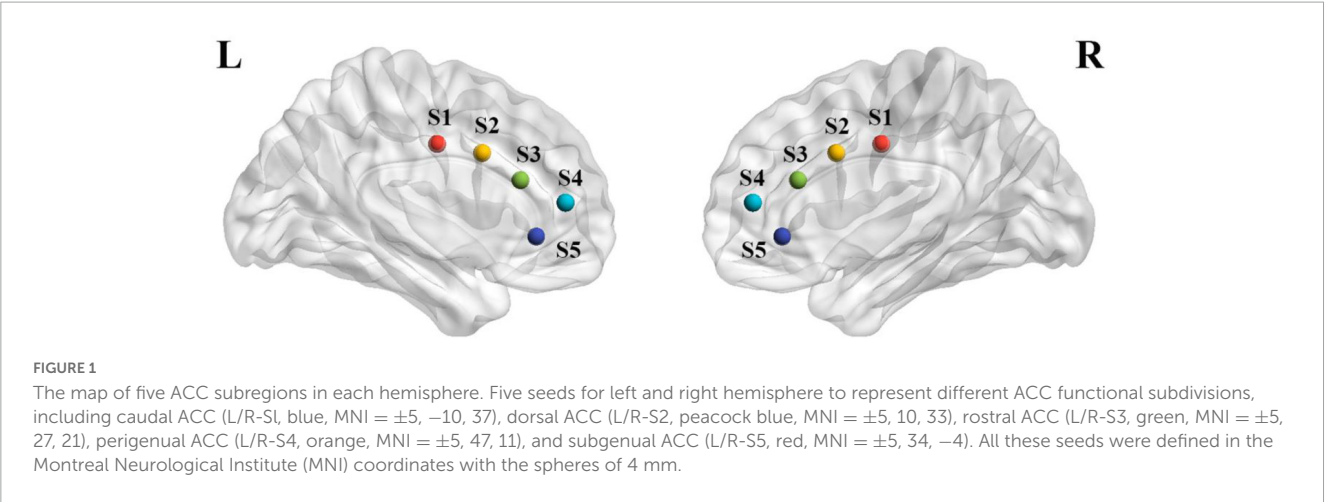 L
R
S1
S2
S3
S4
S5
S1
S2
S3
S4
S5
FIGURE 1
The map of five ACC subregions in each hemisphere. Five seeds for left and right hemisphere to represent different ACC functional subdivisions,
including caudal ACC (L/R-Sl, blue, MNI = ±5, −10, 37), dorsal ACC (L/R-S2, peacock blue, MNI = ±5, 10, 33), rostral ACC (L/R-S3, green, MNI = ±5,
27, 21), perigenual ACC (L/R-S4, orange, MNI = ±5, 47, 11), and subgenual ACC (L/R-S5, red, MNI = ±5, 34, −4). All these seeds were defined in the
Montreal Neurological Institute (MNI) coordinates with the spheres of 4 mm.